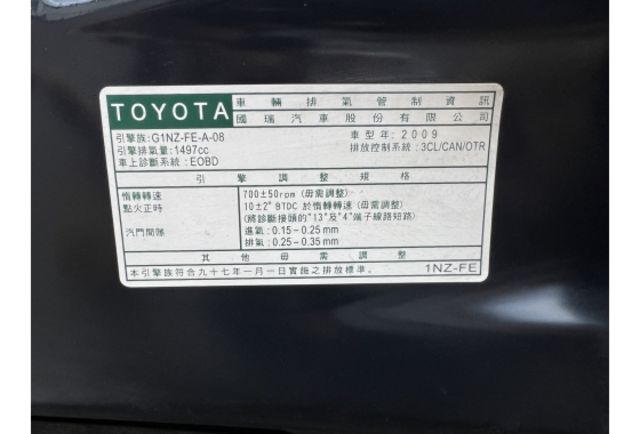 TOYOTA 車輛排氣管制資訊
國瑞汽車股份有限公司
引擎族: G1NZ-FE-A-08 車型年: 2009
引擎排氣量: 1497cc 排放控制系統: 3CL/CAN/OTR
車上診斷系統: EOBD
引擎調整規格
惰轉轉速 700±50rpm (毋需調整)
點火正時 10±2° BTDC 於惰轉轉速 (毋需調整)
(將診斷接頭的"13"及"4"端子線路短路)
汽門間隙 進氣: 0.15-0.25 mm
排氣: 0.25-0.35 mm
其他毋需調整
本引擎族符合九十七年一月一日實施之排放標準。 1NZ-FE